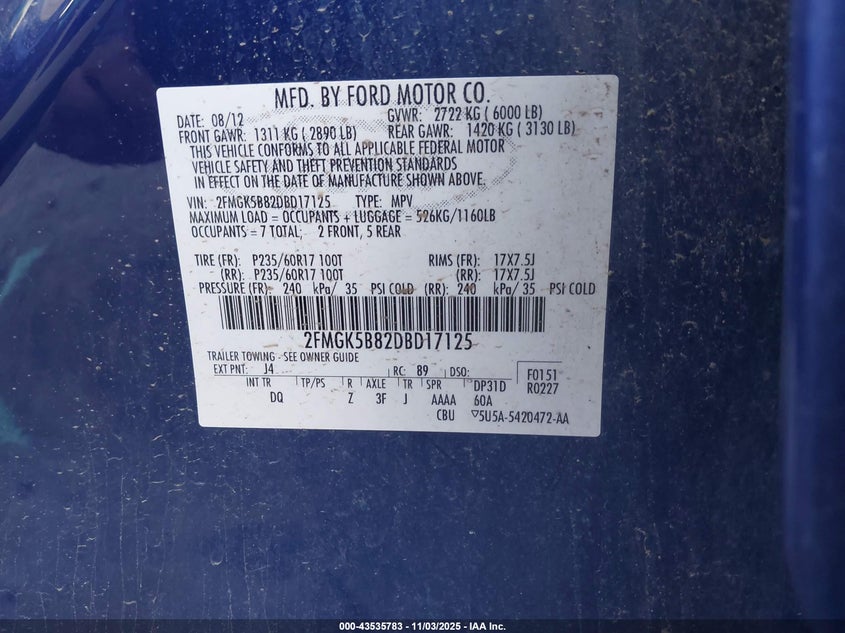 MFD. BY FORD MOTOR CO.
DATE: 08/12 GVWR: 2722 KG ( 6000 LB)
FRONT GAWR: 1311 KG ( 2890 LB) REAR GAWR: 1420 KG ( 3130 LB)
THIS VEHICLE CONFORMS TO ALL APPLICABLE FEDERAL MOTOR
VEHICLE SAFETY AND THEFT PREVENTION STANDARDS
IN EFFECT ON THE DATE OF MANUFACTURE SHOWN ABOVE.
VIN: 2FMGK5B82DBD17125 TYPE: MPV
MAXIMUM LOAD = OCCUPANTS + LUGGAGE = 526KG/1160LB
OCCUPANTS = 7 TOTAL; 2 FRONT, 5 REAR
TIRE (FR): P235/60R17 100T RIMS (FR): 17X7.5J
(RR): P235/60R17 100T (RR): 17X7.5J
PRESSURE (FR): 240 kPa/ 35 PSI COLD (RR): 240 kPa/ 35 PSI COLD
2FMGK5B82DBD17125
TRAILER TOWING - SEE OWNER GUIDE
EXT PNT: J4 RC: 89 DSO: F0151
INT TR TP/PS R AXLE TR SPR DP31D R0227
DQ Z 3F J AAAA 60A
CBU ▽5U5A-5420472-AA
000-43535783 - 11/03/2025 - IAA Inc.